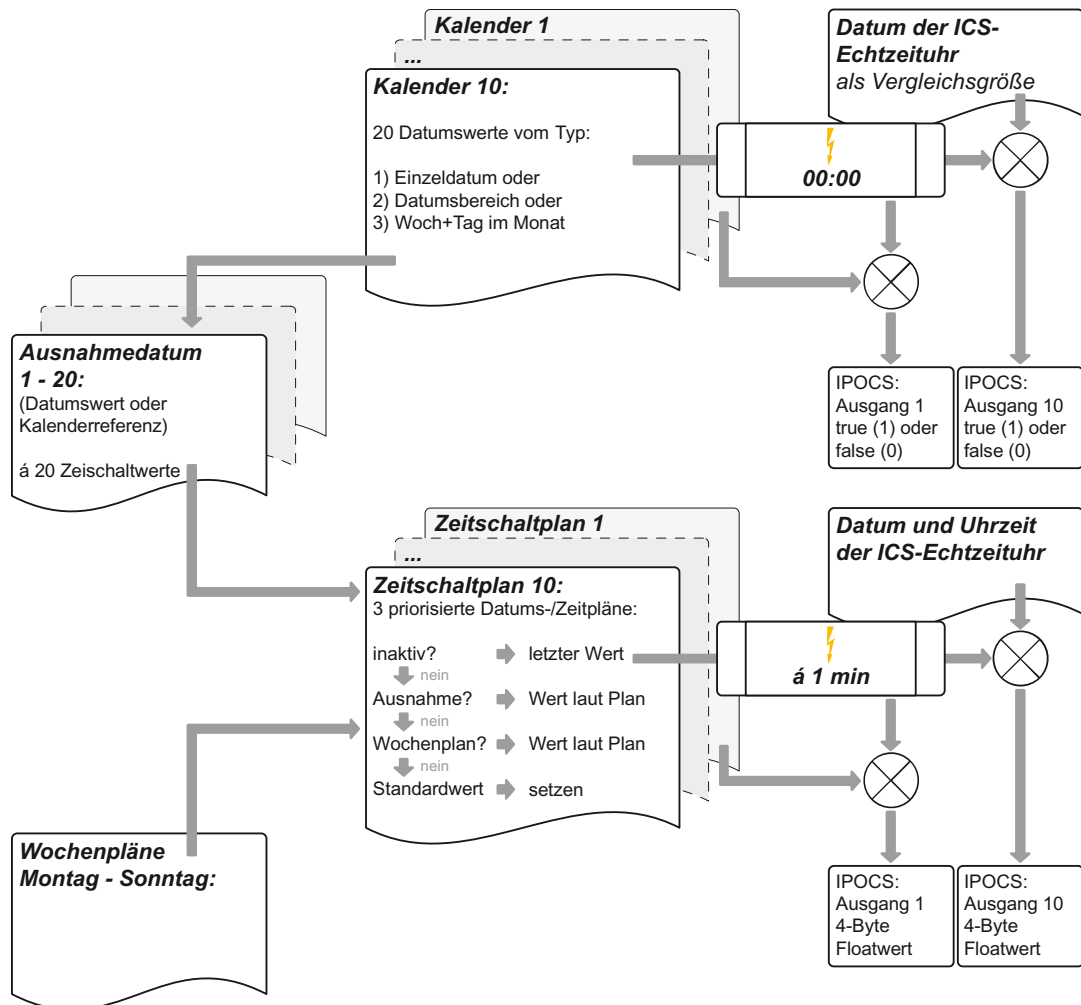 Kalender 1
...
Kalender 10:
20 Datumswerte vom Typ:
1) Einzeldatum oder
2) Datumsbereich oder
3) Woch+Tag im Monat
Datum der ICS-
Echtzeituhr
als Vergleichsgröße
00:00
IPOCS:
Ausgang 1
true (1) oder
false (0)
IPOCS:
Ausgang 10
true (1) oder
false (0)
Ausnahmedatum
1 - 20:
(Datumswert oder
Kalenderreferenz)
á 20 Zeischaltwerte
Zeitschaltplan 1
...
Zeitschaltplan 10:
3 priorisierte Datums-/Zeitpläne:
inaktiv? letzter Wert
nein
Ausnahme? Wert laut Plan
nein
Wochenplan? Wert laut Plan
nein
Standardwert setzen
Datum und Uhrzeit
der ICS-Echtzeituhr
á 1 min
IPOCS:
Ausgang 1
4-Byte
Floatwert
IPOCS:
Ausgang 10
4-Byte
Floatwert
Wochenpläne
Montag - Sonntag: